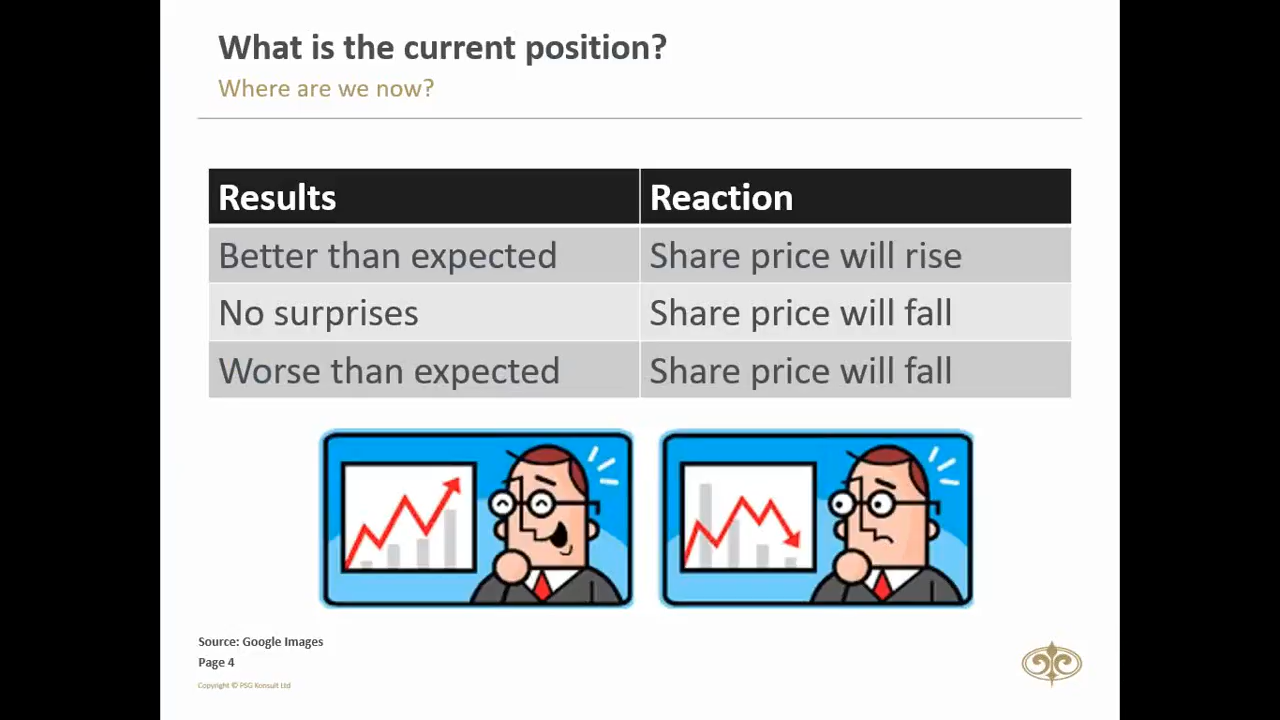 What is the current position?
Where are we now?
Results Reaction
Better than expected Share price will rise
No surprises Share price will fall
Worse than expected Share price will fall
Source: Google Images
Page 4
Copyright © PSG Konsult Ltd